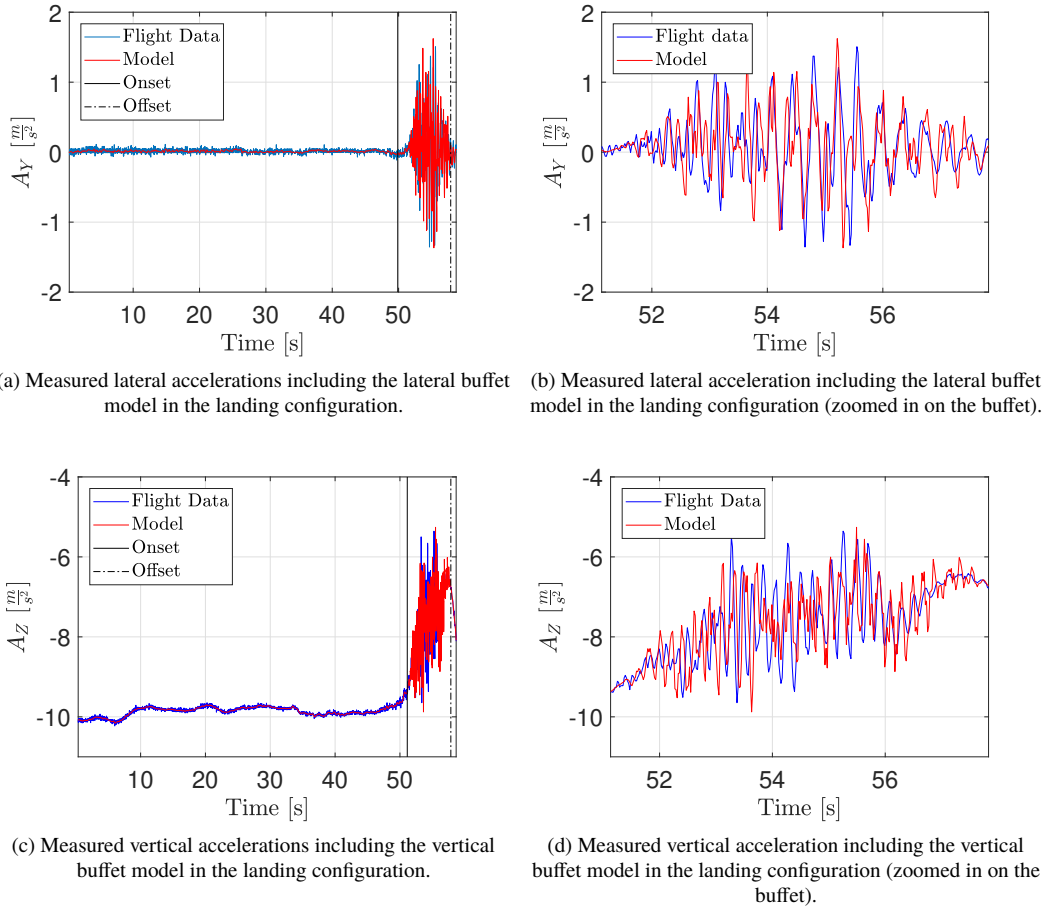 2
1
0
-1
-2
A_Y [m/s²]
Flight Data
Model
Onset
Offset
10
20
30
40
50
Time [s]
2
1
0
-1
-2
A_Y [m/s²]
Flight data
Model
52
54
56
Time [s]
(a) Measured lateral accelerations including the lateral buffet
model in the landing configuration.
(b) Measured lateral acceleration including the lateral buffet
model in the landing configuration (zoomed in on the buffet).
-4
-6
-8
-10
A_Z [m/s²]
Flight Data
Model
Onset
Offset
10
20
30
40
50
Time [s]
-4
-6
-8
-10
A_Z [m/s²]
Flight Data
Model
52
54
56
Time [s]
(c) Measured vertical accelerations including the vertical
buffet model in the landing configuration.
(d) Measured vertical acceleration including the vertical
buffet model in the landing configuration (zoomed in on the
buffet).